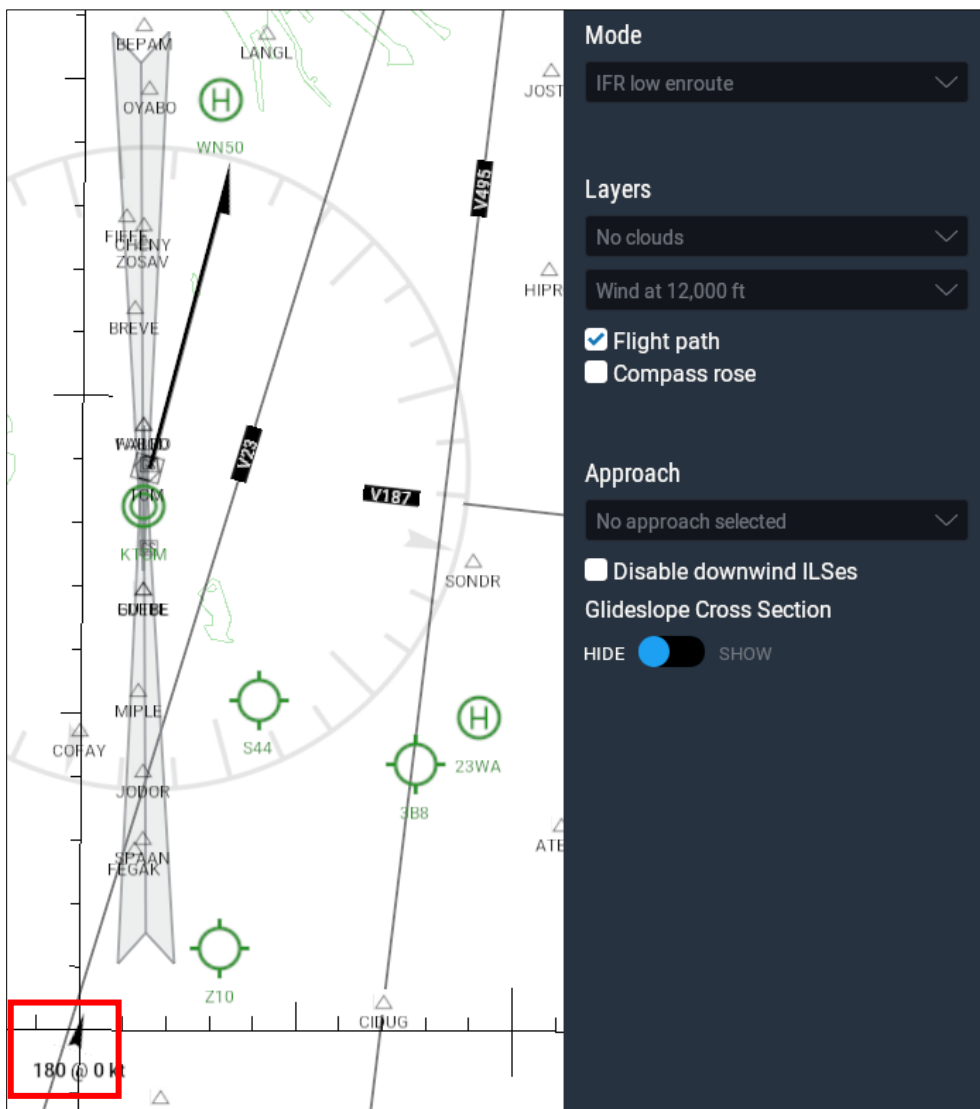 BEPAM
LANGL
JOST
OYABO
H
WN50
V495
FIEFE
CHENY
ZOSAV
HIPR
BREVE
V23
TCM
V187
KTCM
SONDR
MIPLE
COFAY
S44
H
23WA
JODOR
3B8
SPAAN
FEGAK
ATE
Z10
CIDUG
180 @ 0 kt
Mode
IFR low enroute
Layers
No clouds
Wind at 12,000 ft
Flight path
Compass rose
Approach
No approach selected
Disable downwind ILSes
Glideslope Cross Section
HIDE SHOW